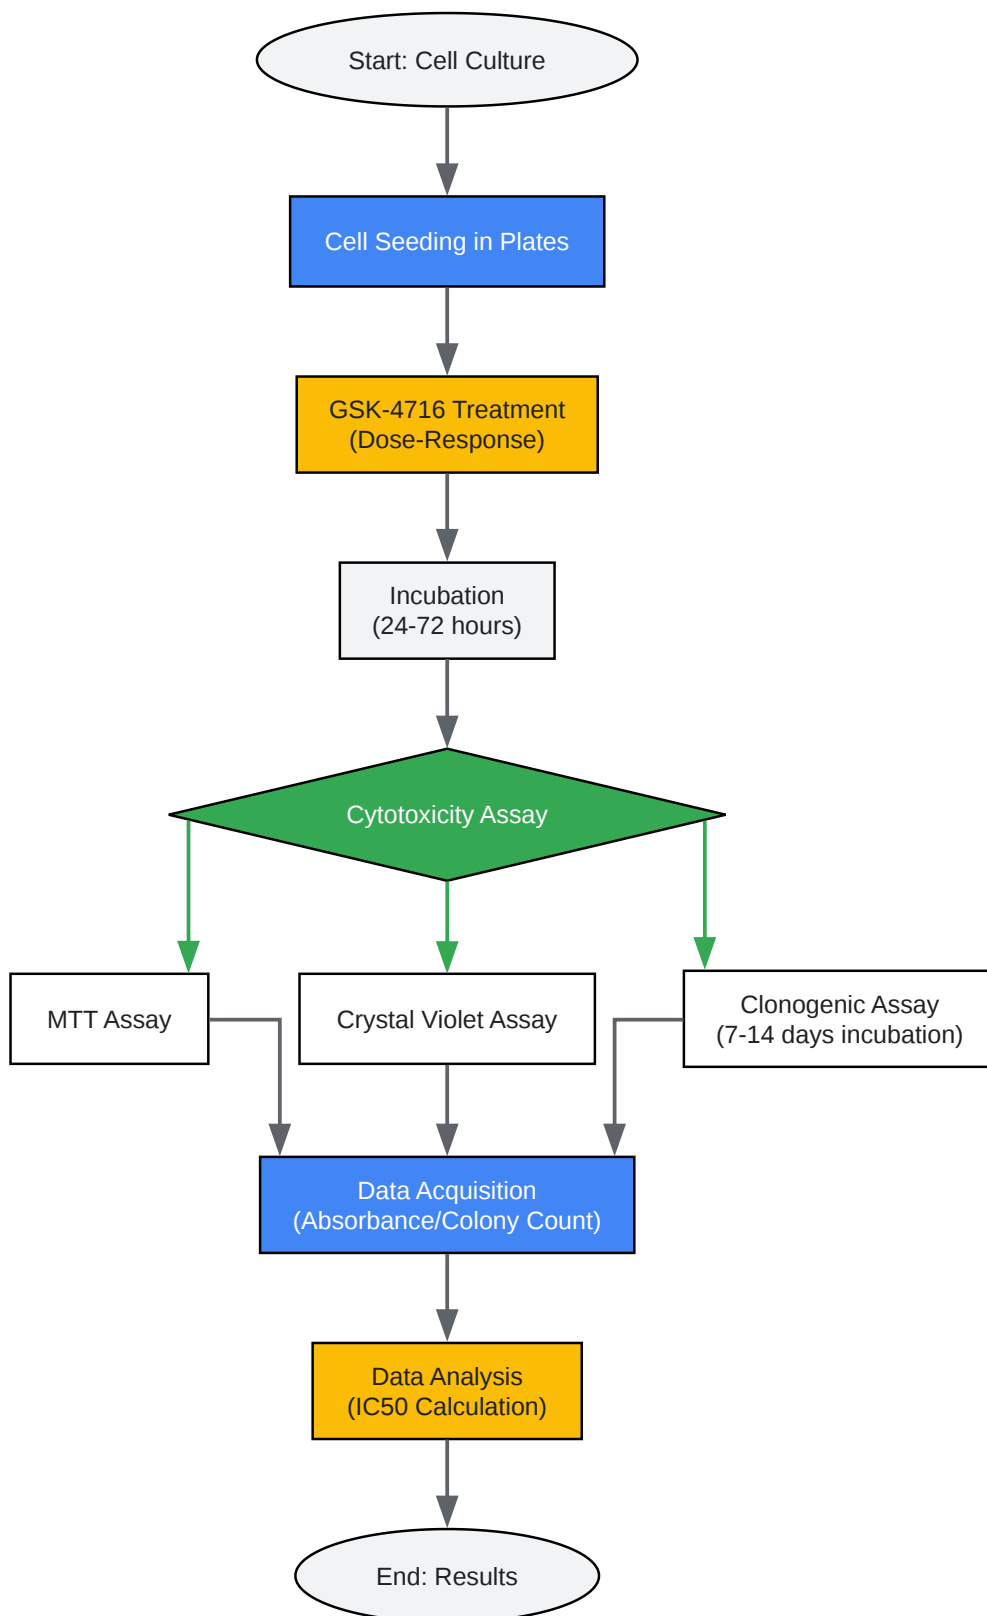 Start: Cell Culture
Cell Seeding in Plates
GSK-4716 Treatment
(Dose-Response)
Incubation
(24-72 hours)
Cytotoxicity Assay
MTT Assay
Crystal Violet Assay
Clonogenic Assay
(7-14 days incubation)
Data Acquisition
(Absorbance/Colony Count)
Data Analysis
(IC50 Calculation)
End: Results